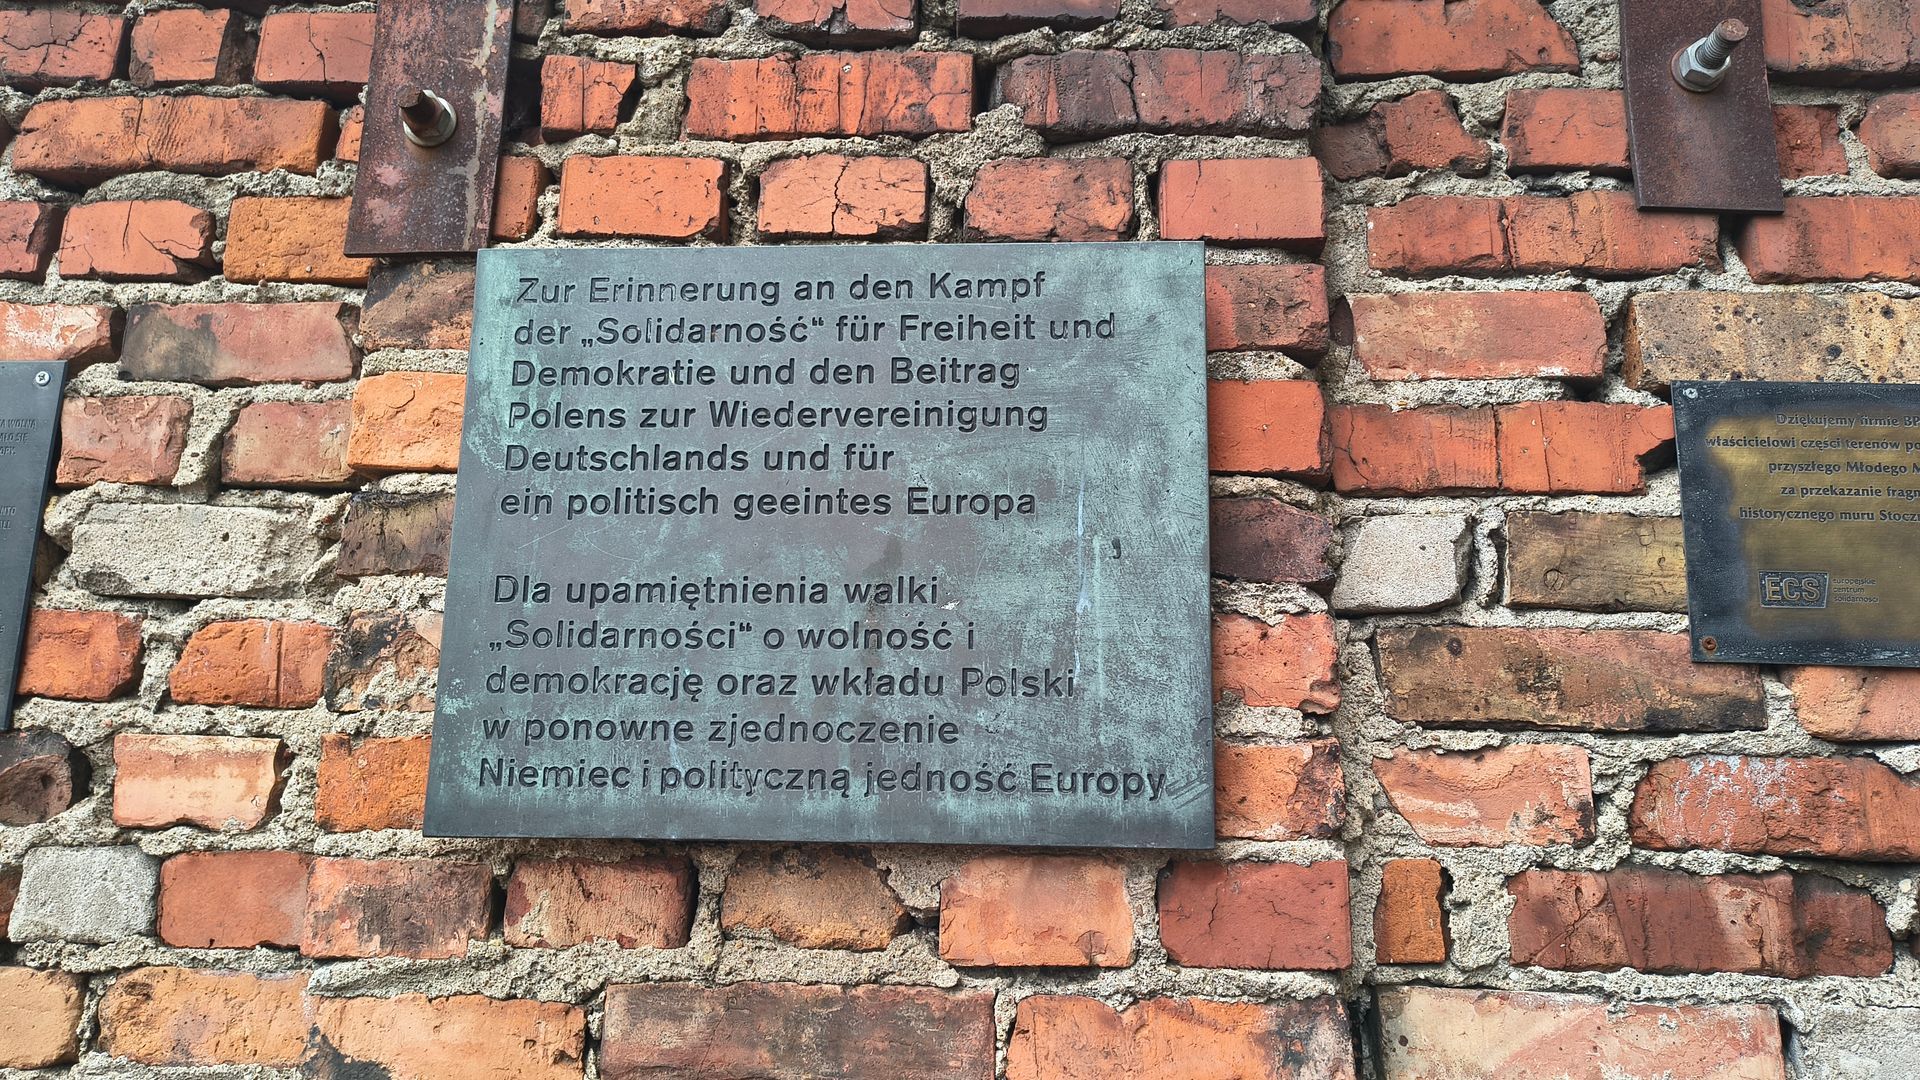 Zur Erinnerung an den Kampf
der „Solidarność“ für Freiheit und
Demokratie und den Beitrag
Polens zur Wiedervereinigung
Deutschlands und für
ein politisch geeintes Europa
Dla upamiętnienia walki
„Solidarności“ o wolność i
demokrację oraz wkładu Polski
w ponowne zjednoczenie
Niemiec i polityczną jedność Europy
Dziękujemy firmie
właścicielowi części terenów
przyszłego Młodego
za przekazanie
historycznego muru
ECS
europejskie
centrum
solidarności